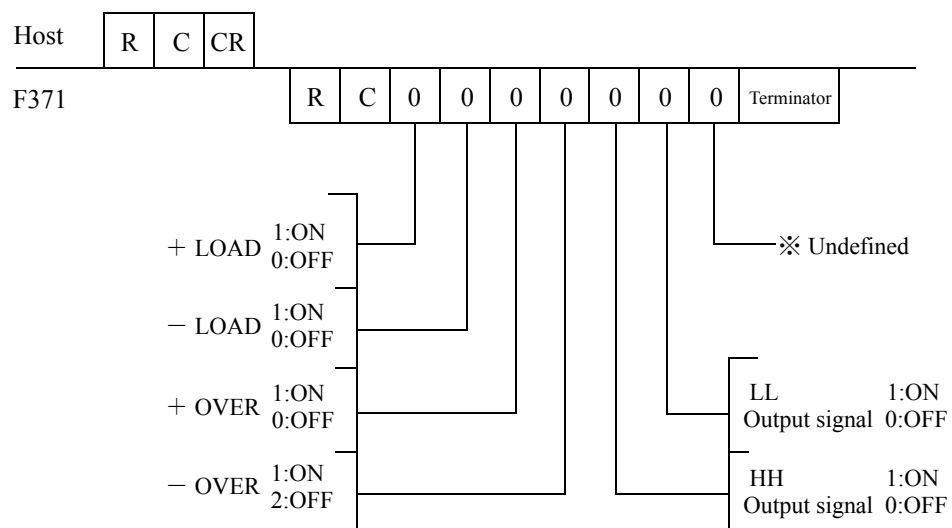 Host R C CR
F371 R C 0 0 0 0 0 0 0 Terminator
+ LOAD 1:ON
0:OFF
※ Undefined
− LOAD 1:ON
0:OFF
+ OVER 1:ON
0:OFF
LL 1:ON
Output signal 0:OFF
− OVER 1:ON
2:OFF
HH 1:ON
Output signal 0:OFF